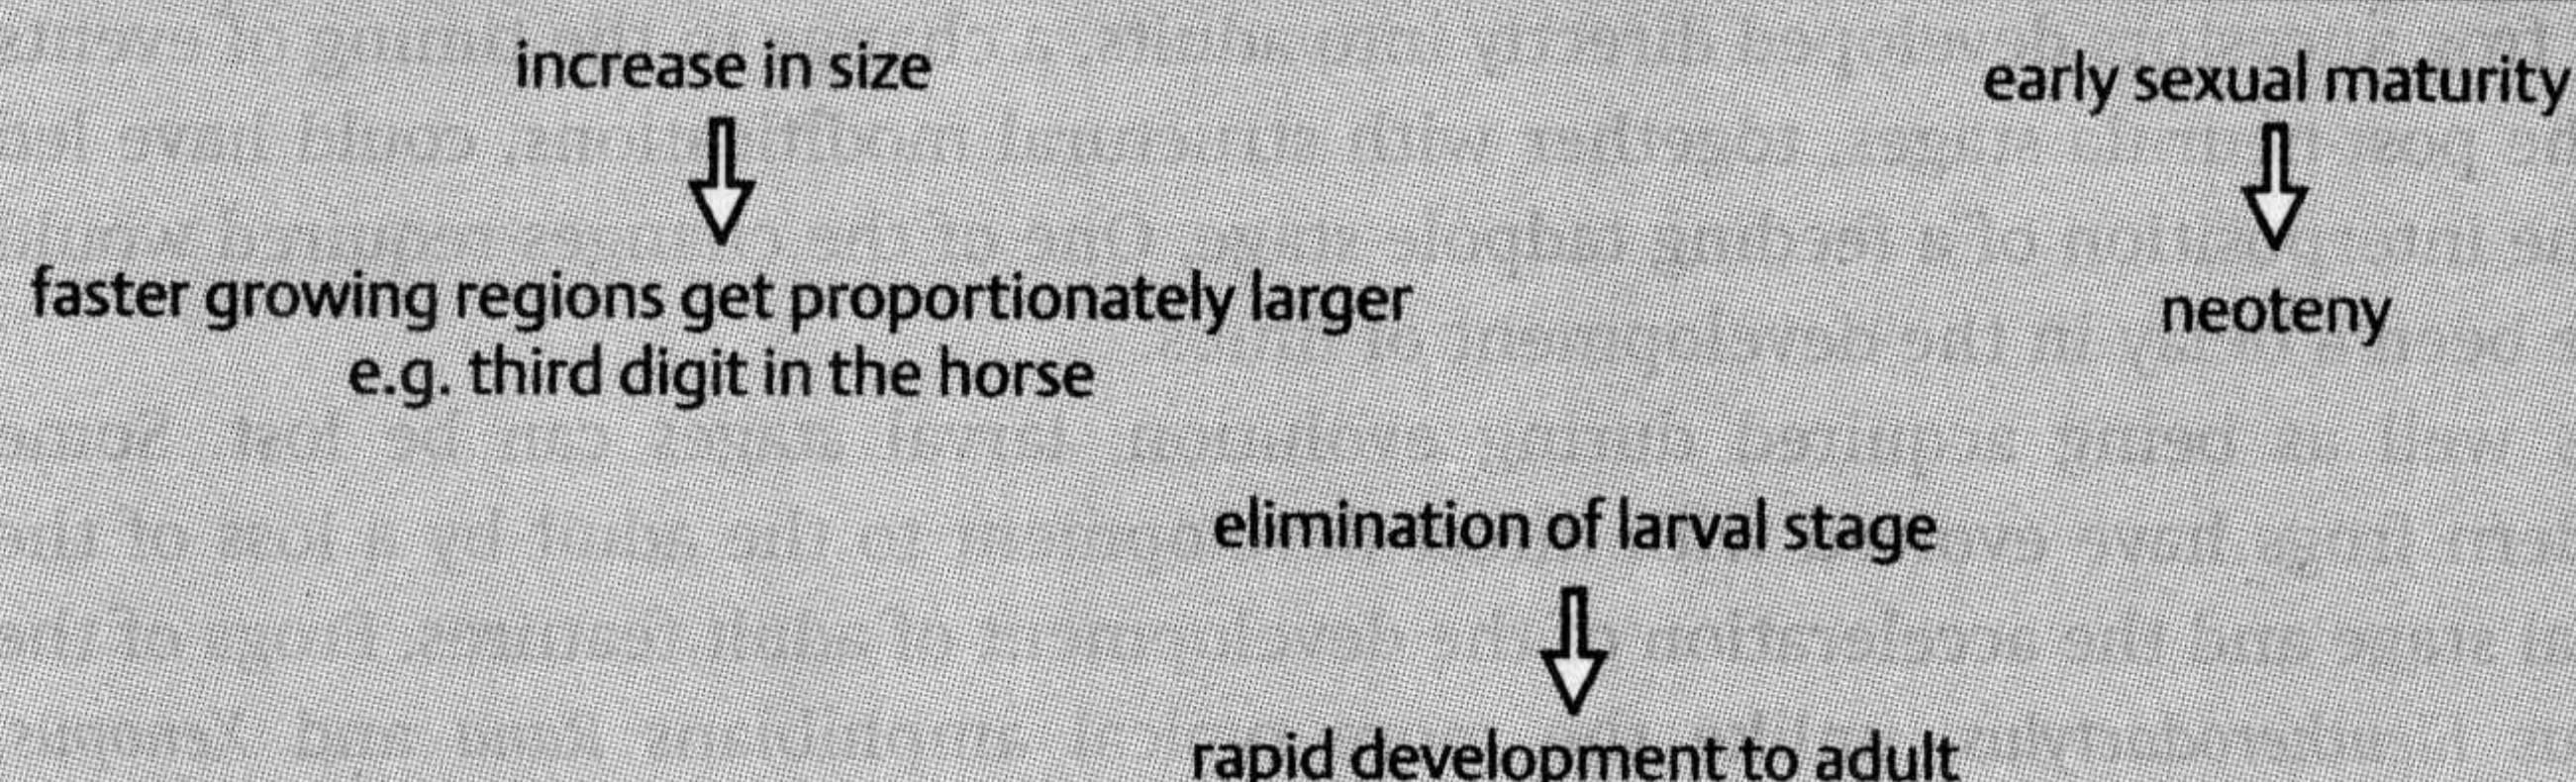 increase in size
early sexual maturity
faster growing regions get proportionately larger
e.g. third digit in the horse
neoteny
elimination of larval stage
rapid development to adult